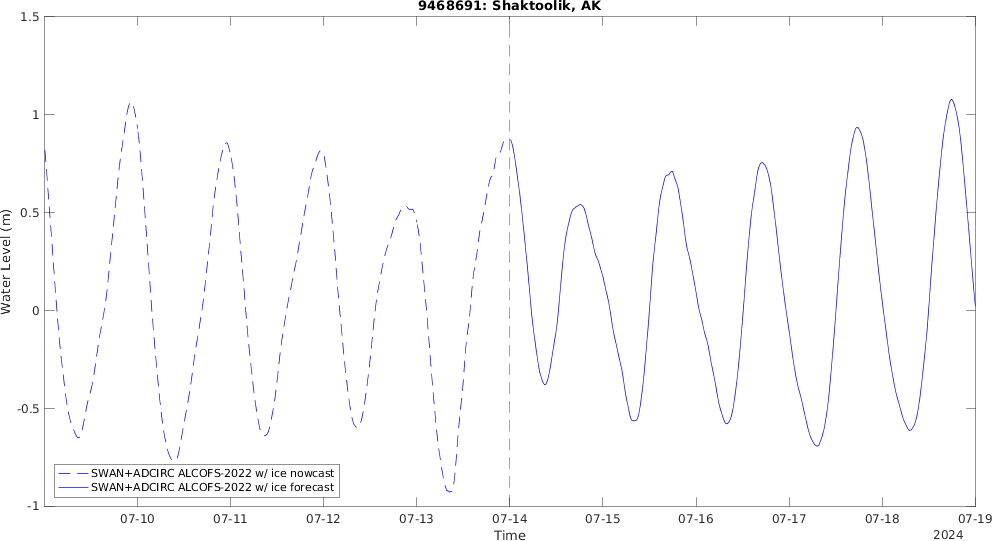 9468691: Shaktoolik, AK
1.5
1
0.5
0
-0.5
-1
Water Level (m)
SWAN+ADCIRC ALCOFS-2022 w/ ice nowcast
SWAN+ADCIRC ALCOFS-2022 w/ ice forecast
07-10 07-11 07-12 07-13 07-14 07-15 07-16 07-17 07-18 07-19
Time
2024